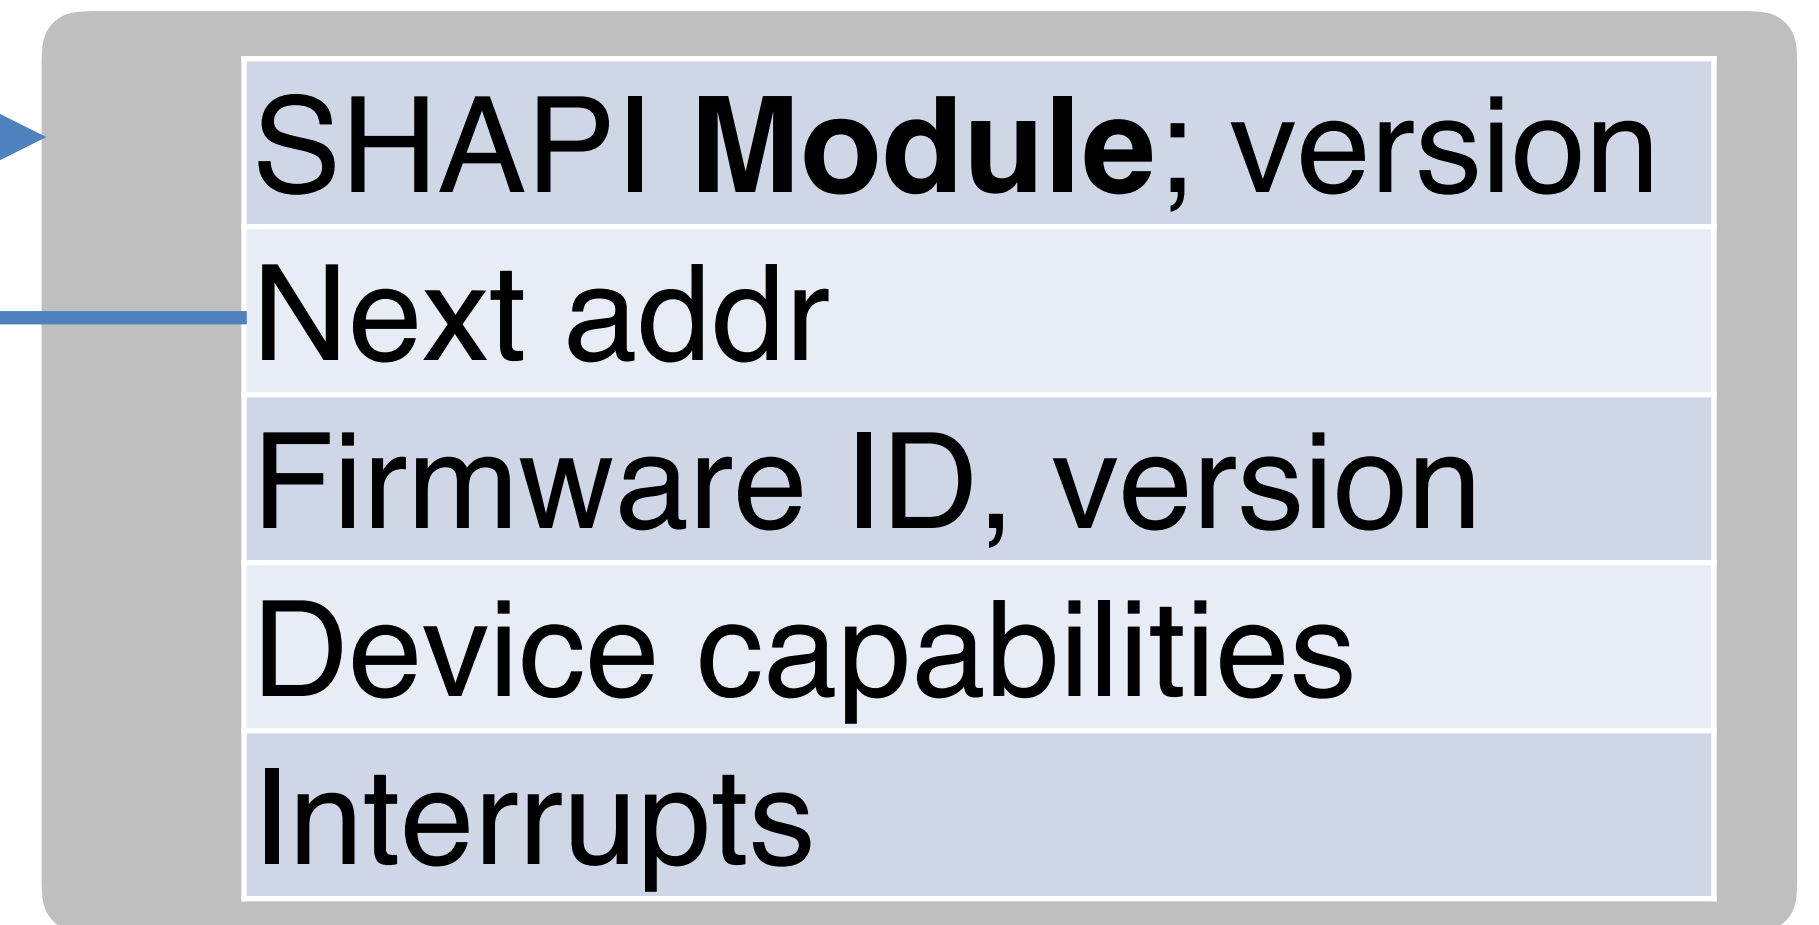 SHAPI Module; version
Next addr
Firmware ID, version
Device capabilities
Interrupts